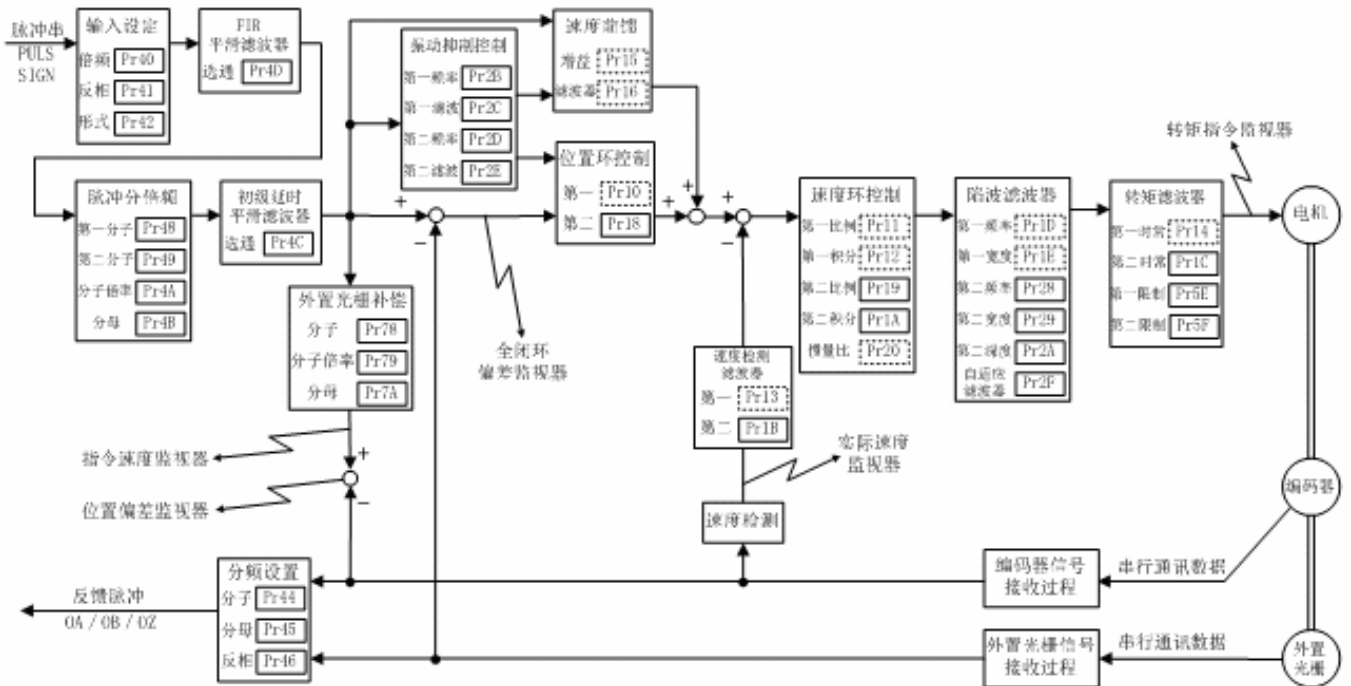 脉冲串
PULS
SIGN
输入设定
倍频 Pr40
反相 Pr41
形式 Pr42
FIR
平滑滤波器
选通 Pr4D
振动抑制控制
第一频率 Pr2B
第一滤波 Pr2C
第二频率 Pr2D
第二滤波 Pr2E
速度前馈
增益 Pr15
滤波器 Pr16
位置环控制
第一 Pr10
第二 Pr18
脉冲分倍频
第一分子 Pr48
第二分子 Pr49
分子倍率 Pr4A
分母 Pr4B
初级延时
平滑滤波器
选通 Pr4C
+
−
+
+
+
−
速度环控制
第一比例 Pr11
第一积分 Pr12
第二比例 Pr19
第二积分 Pr1A
惯量比 Pr20
陷波滤波器
第一频率 Pr1D
第一宽度 Pr1E
第二频率 Pr28
第二宽度 Pr29
第二深度 Pr2A
自适应
滤波器 Pr2F
转矩滤波器
第一时常 Pr14
第二时常 Pr1C
第一限制 Pr5E
第二限制 Pr5F
转矩指令监视器
电机
外置光栅补偿
分子 Pr78
分子倍率 Pr79
分母 Pr7A
全闭环
偏差监视器
速度检测
滤波器
第一 Pr13
第二 Pr1B
实际速度
监视器
指令速度监视器
+
−
位置偏差监视器
速度检测
编码器
分频设置
分子 Pr44
分母 Pr45
反相 Pr46
反馈脉冲
OA / OB / OZ
编码器信号
接收过程
串行通讯数据
外置光栅信号
接收过程
串行通讯数据
外置
光栅